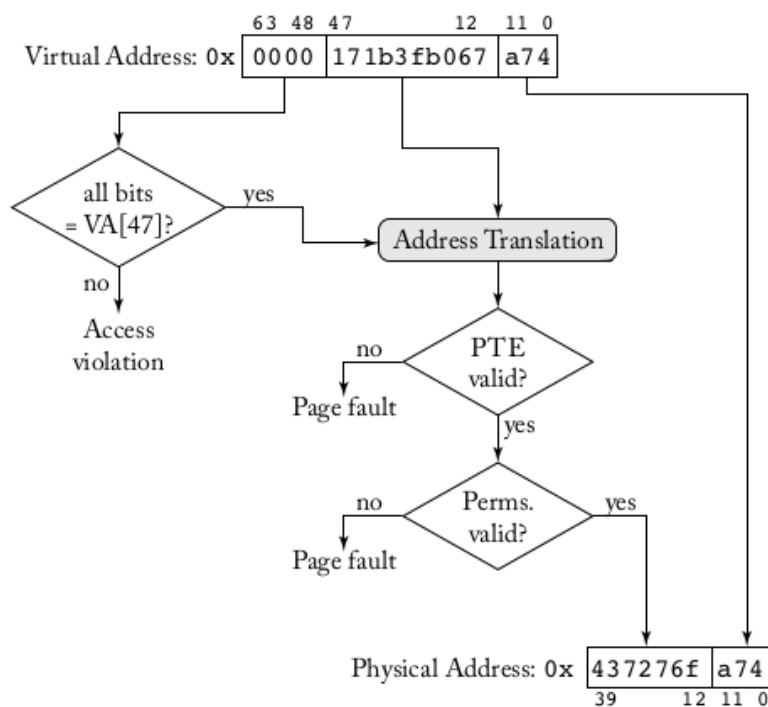 63 48 47 12 11 0
Virtual Address: 0x 0000 171b3fb067 a74
all bits
= VA[47]?
yes
no
Access
violation
Address Translation
PTE
valid?
no
Page fault
yes
Perms.
valid?
no
Page fault
yes
Physical Address: 0x 437276f a74
39 12 11 0